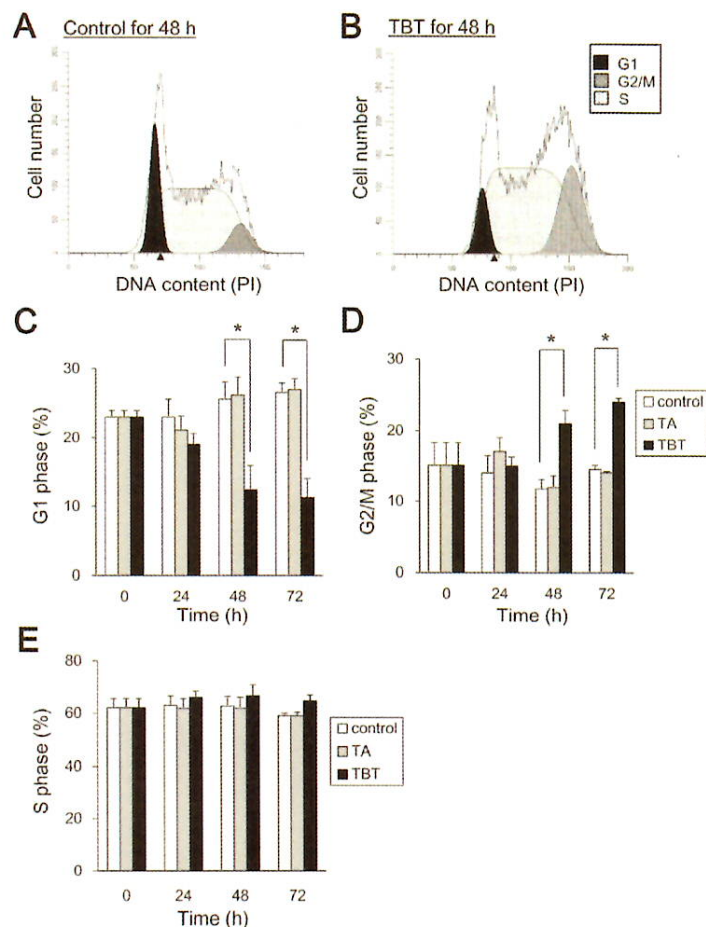 A Control for 48 h
B TBT for 48 h
G1
G2/M
S
Cell number
DNA content (PI)
Cell number
DNA content (PI)
C
G1 phase (%)
30
20
10
0
0 24 48 72
Time (h)
* *
D
G2/M phase (%)
30
20
10
0
0 24 48 72
Time (h)
* *
control
TA
TBT
E
S phase (%)
80
60
40
20
0
0 24 48 72
Time (h)
control
TA
TBT